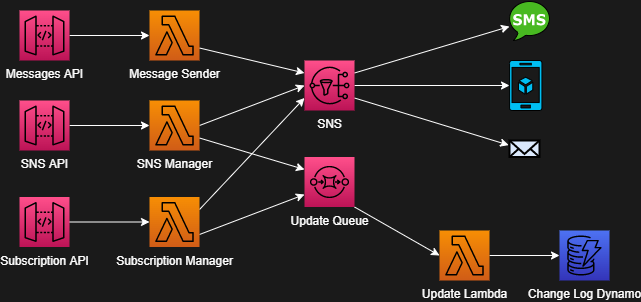 SMS
Messages API
Message Sender
SNS
SNS API
SNS Manager
Update Queue
Subscription API
Subscription Manager
Update Lambda
Change Log Dynamo